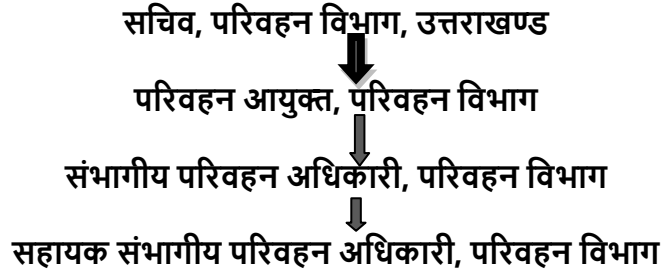 सचिव, परिवहन विभाग, उत्तराखण्ड
परिवहन आयुक्त, परिवहन विभाग
संभागीय परिवहन अधिकारी, परिवहन विभाग
सहायक संभागीय परिवहन अधिकारी, परिवहन विभाग